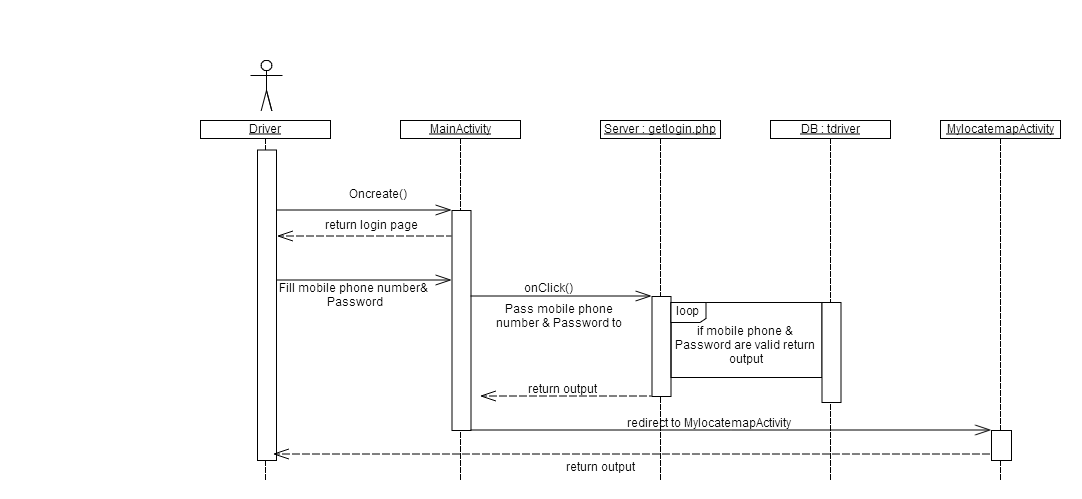 Driver
MainActivity
Server : getlogin.php
DB : tdriver
MylocatemapActivity
Oncreate()
return login page
Fill mobile phone number&
Password
onClick()
Pass mobile phone
number & Password to
loop
if mobile phone &
Password are valid return
output
return output
redirect to MylocatemapActivity
return output